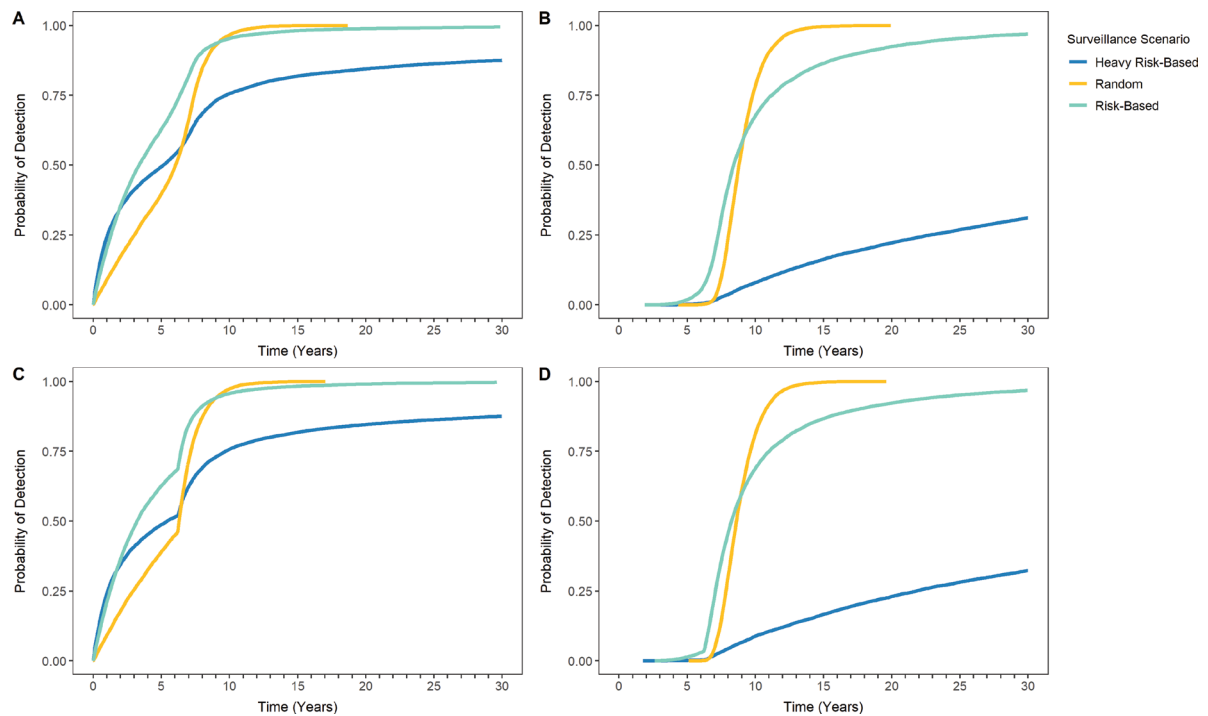 A
B
Probability of Detection
1.00
0.75
0.50
0.25
0.00
0 5 10 15 20 25 30
Time (Years)
Probability of Detection
1.00
0.75
0.50
0.25
0.00
0 5 10 15 20 25 30
Time (Years)
Surveillance Scenario
Heavy Risk-Based
Random
Risk-Based
C
D
Probability of Detection
1.00
0.75
0.50
0.25
0.00
0 5 10 15 20 25 30
Time (Years)
Probability of Detection
1.00
0.75
0.50
0.25
0.00
0 5 10 15 20 25 30
Time (Years)